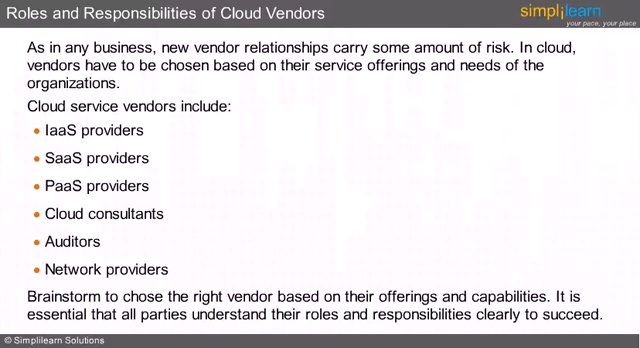 Roles and Responsibilities of Cloud Vendors
simplilearn
your pace, your place
As in any business, new vendor relationships carry some amount of risk. In cloud,
vendors have to be chosen based on their service offerings and needs of the
organizations.
Cloud service vendors include:
• IaaS providers
• SaaS providers
• PaaS providers
• Cloud consultants
• Auditors
• Network providers
Brainstorm to chose the right vendor based on their offerings and capabilities. It is
essential that all parties understand their roles and responsibilities clearly to succeed.
© Simplilearn Solutions